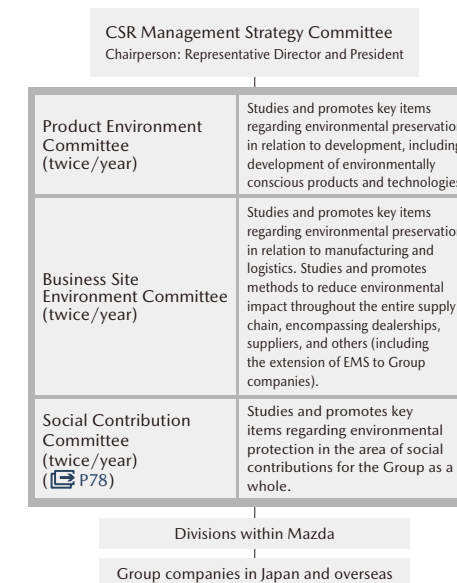 CSR Management Strategy Committee
Chairperson: Representative Director and President
Product Environment
Committee
(twice/year)
Studies and promotes key items
regarding environmental preservation
in relation to development, including
development of environmentally
conscious products and technologies.
Business Site
Environment Committee
(twice/year)
Studies and promotes key items
regarding environmental preservation
in relation to manufacturing and
logistics. Studies and promotes
methods to reduce environmental
impact throughout the entire supply
chain, encompassing dealerships,
suppliers, and others (including
the extension of EMS to Group
companies).
Social Contribution
Committee
(twice/year)
( P78)
Studies and promotes key
items regarding environmental
protection in the area of social
contributions for the Group as a
whole.
Divisions within Mazda
Group companies in Japan and overseas